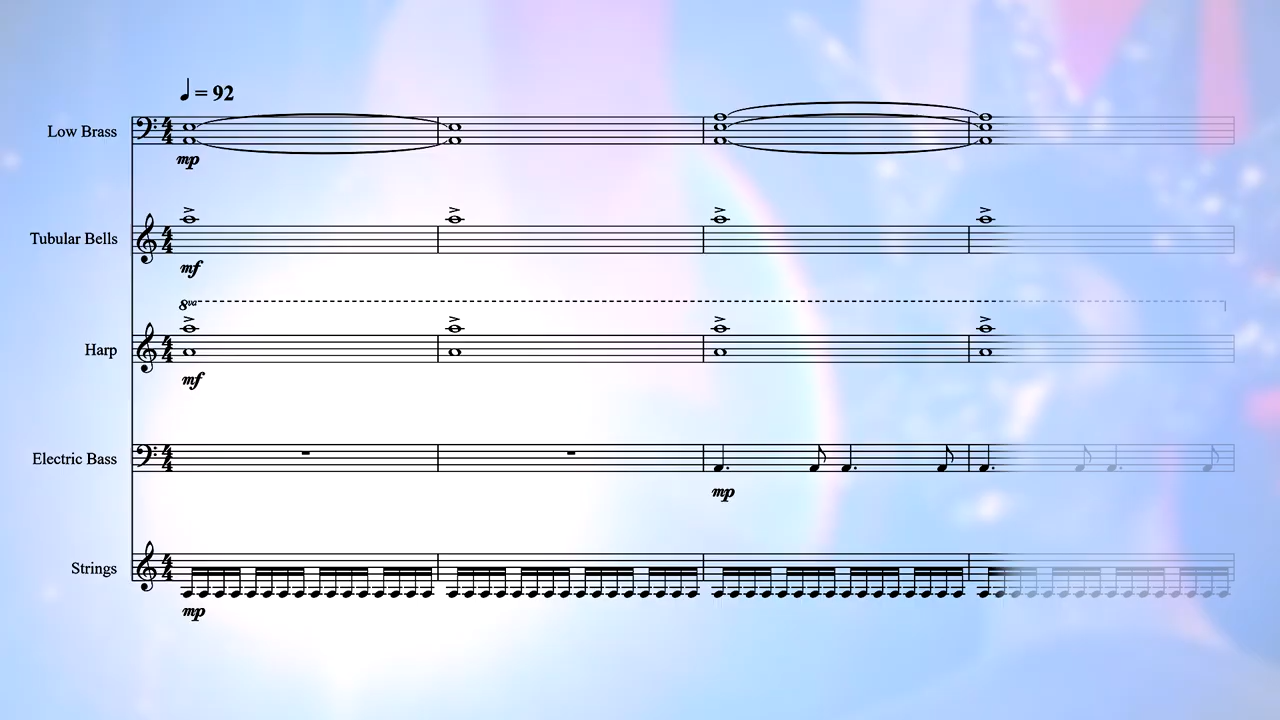 ♩ = 92
Low Brass
mp
Tubular Bells
mf
8va
Harp
mf
Electric Bass
mp
Strings
mp